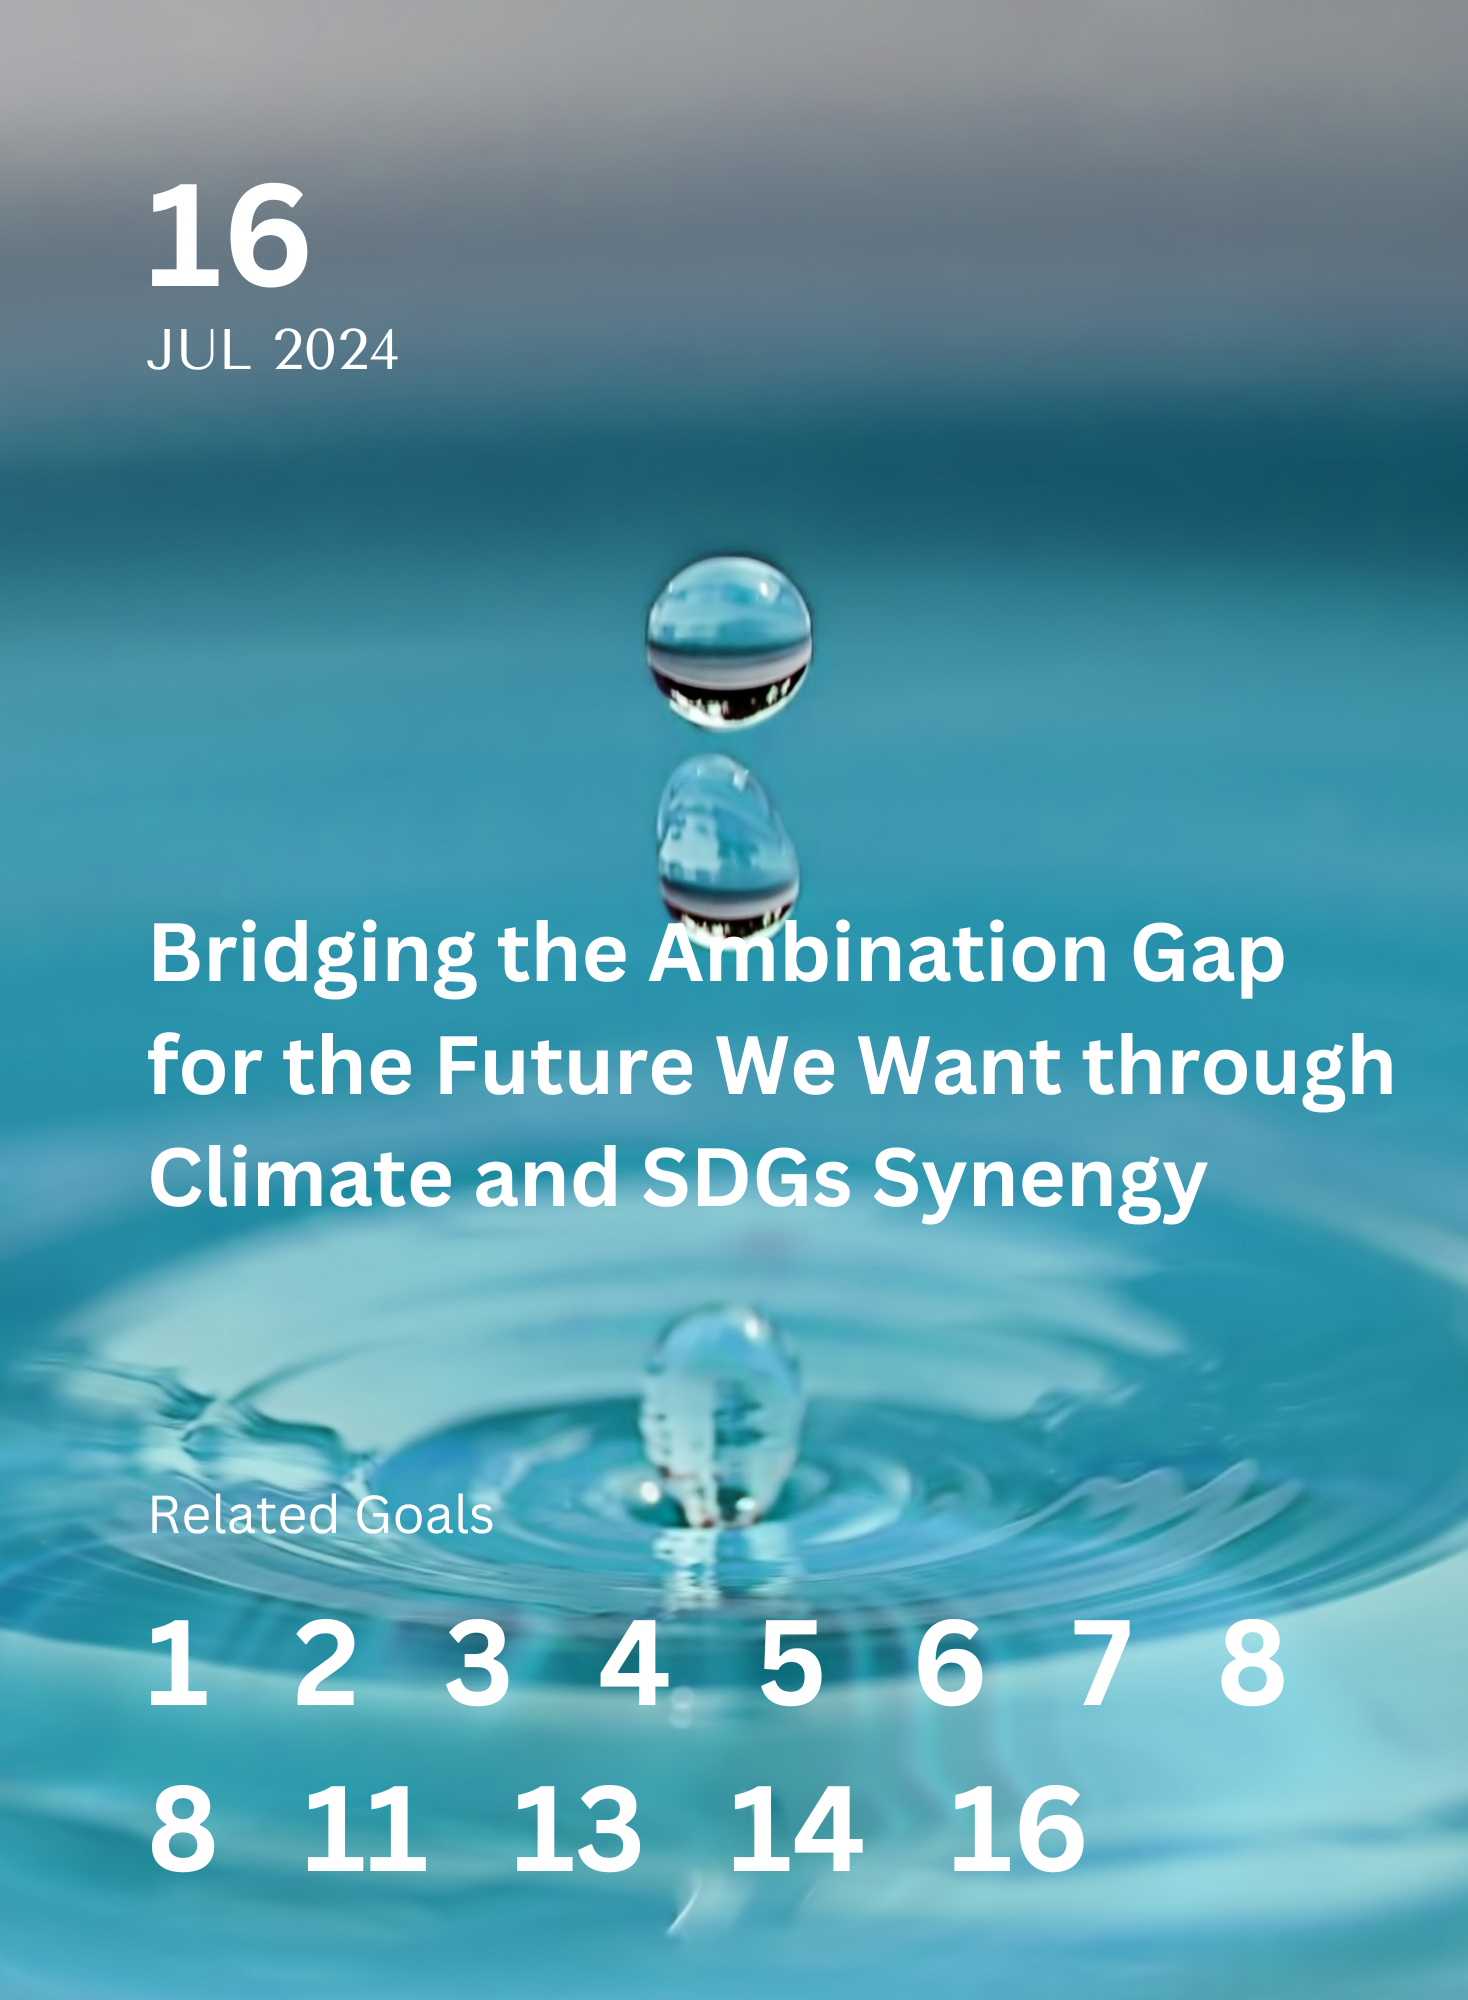 16
JUL 2024
Bridging the Ambination Gap
for the Future We Want through
Climate and SDGs Synengy
Related Goals
1 2 3 4 5 6 7 8
8 11 13 14 16